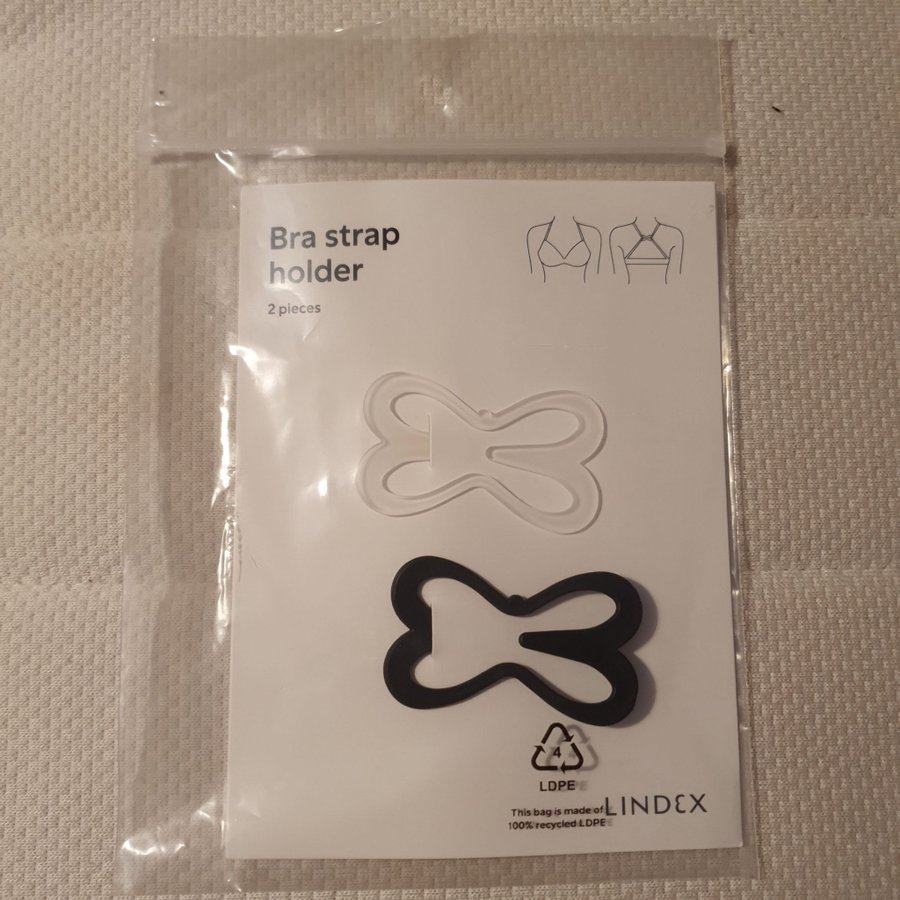 Bra strap
holder
2 pieces
4
LDPE
This bag is made of
100% recycled LDPE
LINDEX